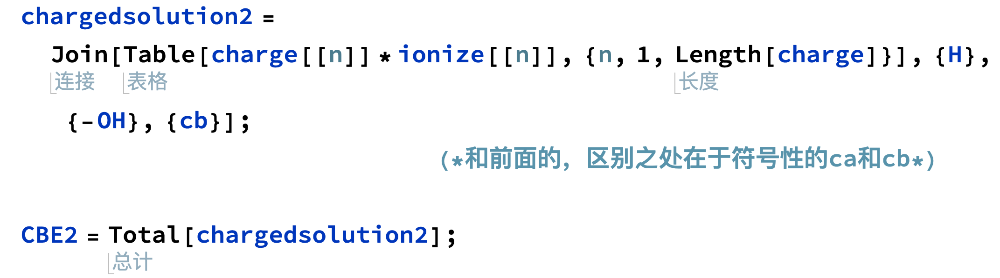 chargedsolution2 =
Join[Table[charge[[n]] * ionize[[n]], {n, 1, Length[charge]}], {H},
连接 表格 长度
{-OH}, {cb}];
(*和前面的，区别之处在于符号性的ca和cb*)
CBE2 = Total[chargedsolution2];
总计